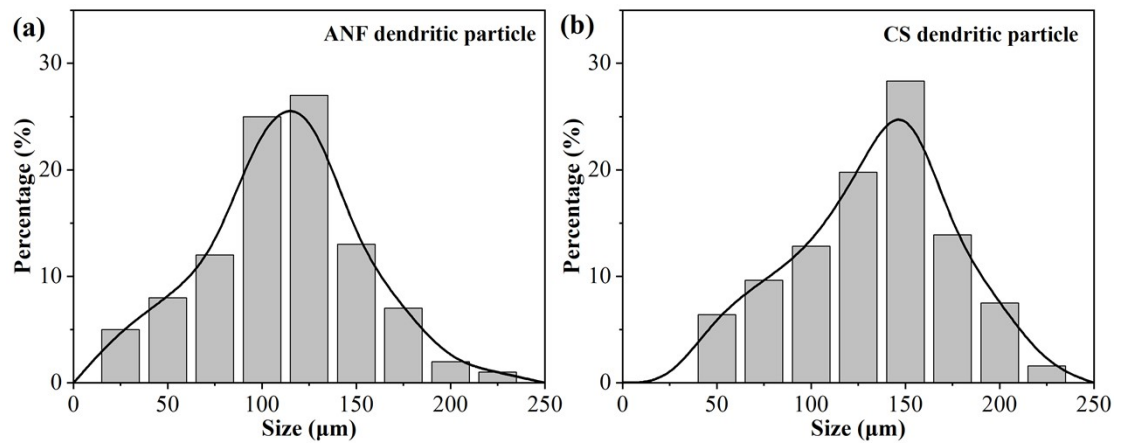 (a)
ANF dendritic particle
30
20
10
0
Percentage (%)
0 50 100 150 200 250
Size (μm)
(b)
CS dendritic particle
30
20
10
0
Percentage (%)
0 50 100 150 200 250
Size (μm)